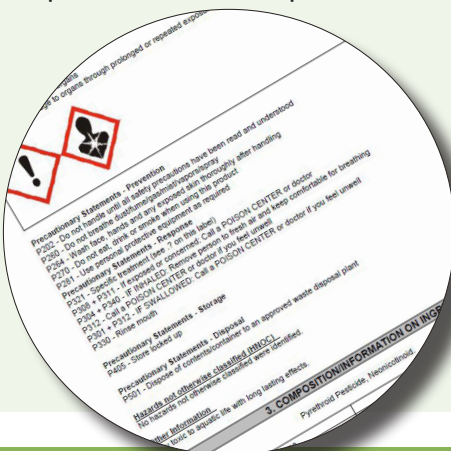 organs
ge to organs through prolonged or repeated expos
Precautionary Statements - Prevention
P202 - Do not handle until all safety precautions have been read and understood
P260 - Do not breathe dust/fume/gas/mist/vapors/spray
P264 - Wash face, hands and any exposed skin thoroughly after handling
P270 - Do not eat, drink or smoke when using this product
P281 - Use personal protective equipment as required
Precautionary Statements - Response
P321 - Specific treatment (see .? on this label)
P308 + P311 - If exposed or concerned: Call a POISON CENTER or doctor
P304 + P340 - IF INHALED: Remove person to fresh air and keep comfortable for breathing
P312 - Call a POISON CENTER or doctor if you feel unwell
P301 + P312 - IF SWALLOWED: Call a POISON CENTER or doctor if you feel unwell
P330 - Rinse mouth
Precautionary Statements - Storage
P405 - Store locked up
Precautionary Statements - Disposal
P501 - Dispose of contents/container to an approved waste disposal plant
Hazards not otherwise classified (HNOC)
No hazards not otherwise classified were identified.
ther Information
toxic to aquatic life with long lasting effects.
3. COMPOSITION/INFORMATION ON INGR
Pyrethroid Pesticide, Neonicotinoid.